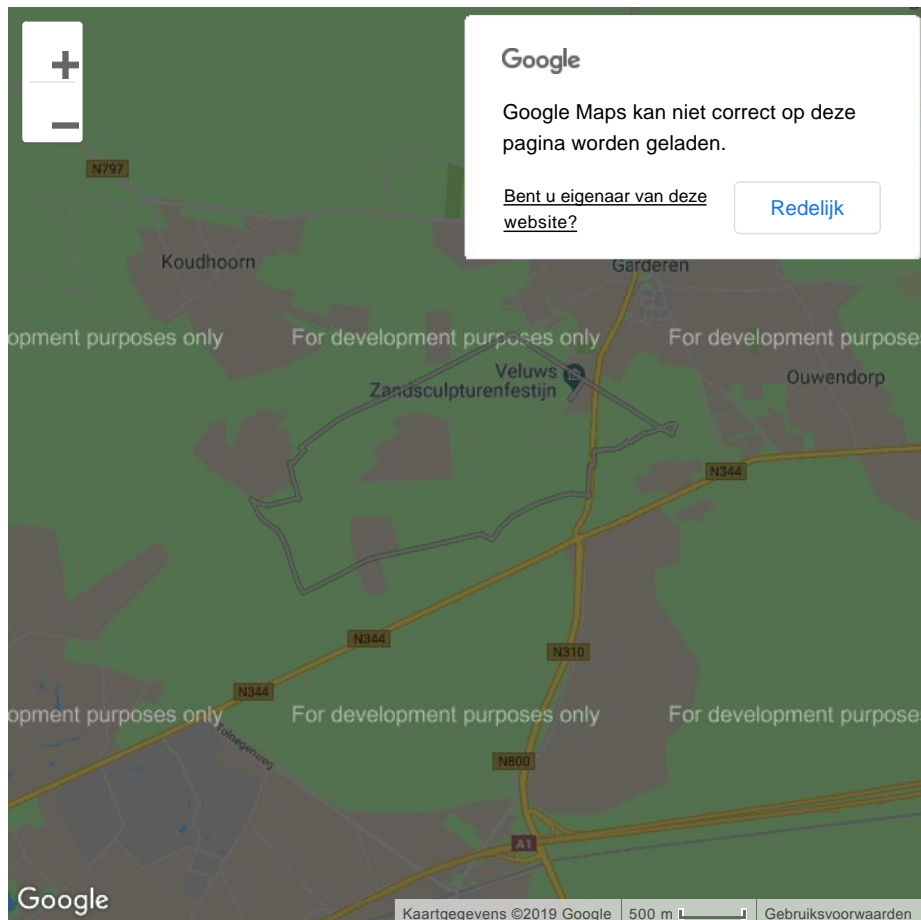 +
Google
Google Maps kan niet correct op deze
pagina worden geladen.
Bent u eigenaar van deze
website?
Redelijk
−
N797
Koudhoorn
Garderen
opment purposes only
For development purposes only
For development purpose
Veluws
Zandsculpturenfestijn
Ouwendorp
N344
N344
N310
N344
opment purposes only
For development purposes only
For development purpose
Tolnegenweg
N800
A1
Google
Kaartgegevens ©2019 Google
500 m
Gebruiksvoorwaarden